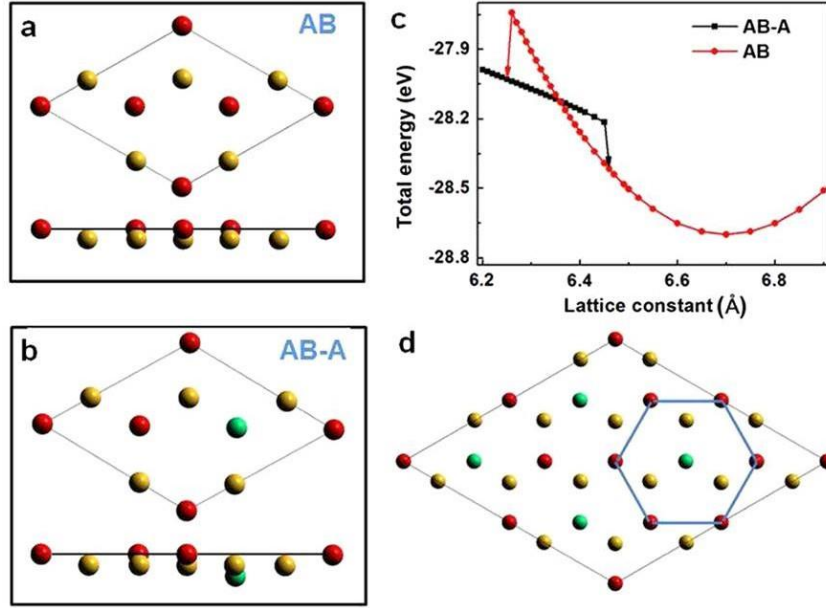 a
AB
b
AB-A
c
AB-A
AB
Total energy (eV)
-27.9
-28.2
-28.5
-28.8
6.2
6.4
6.6
6.8
Lattice constant (Å)
d